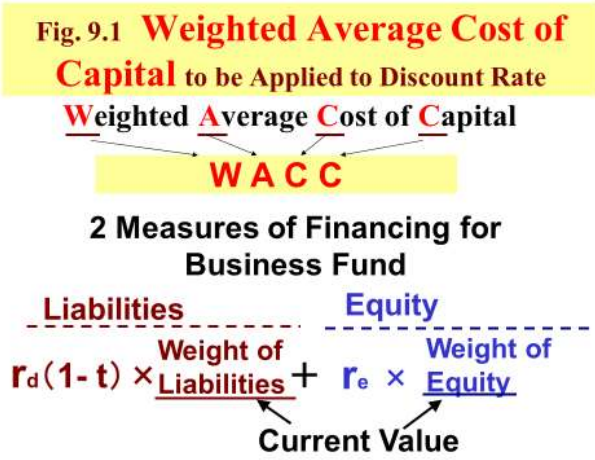 Fig. 9.1 Weighted Average Cost of
Capital to be Applied to Discount Rate
Weighted Average Cost of Capital
W A C C
2 Measures of Financing for
Business Fund
Liabilities Equity
rd(1- t) × Weight of Liabilities + re × Weight of Equity
Current Value